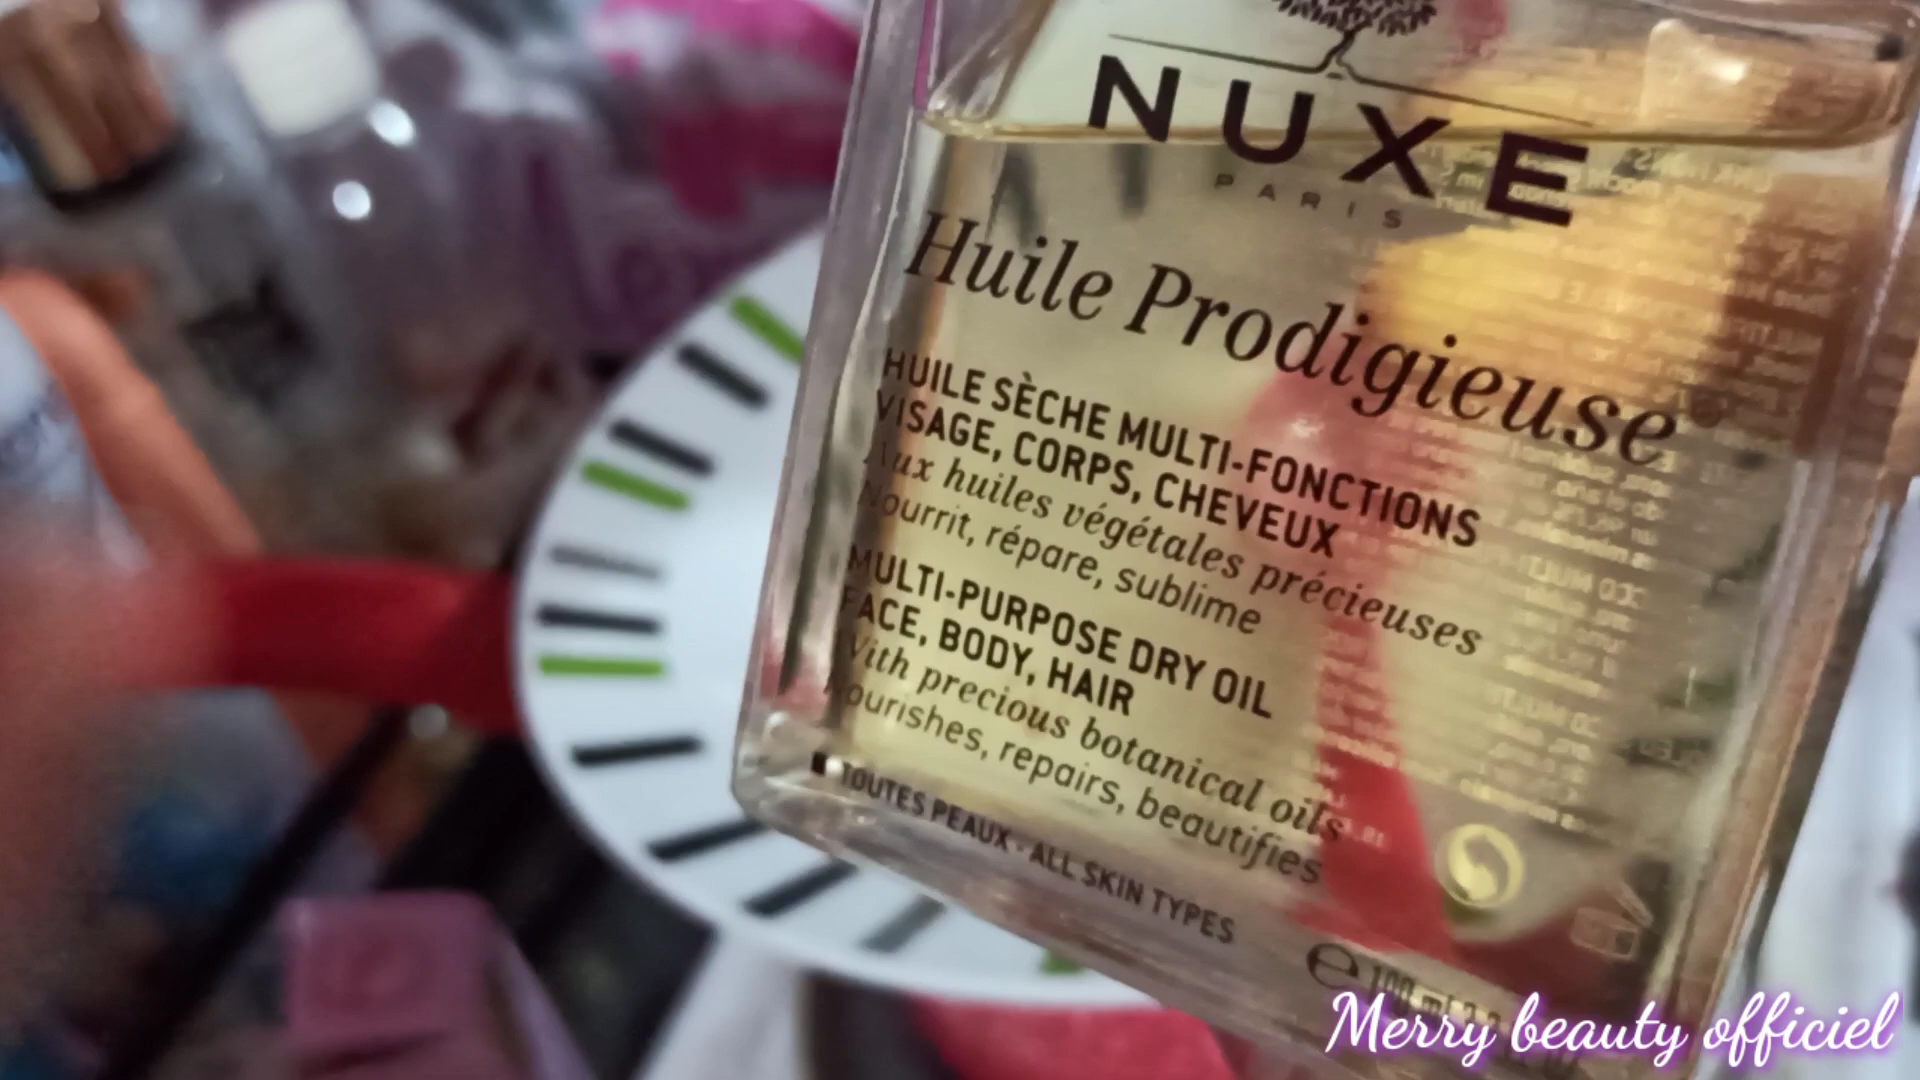 NUXE
PARIS
Huile Prodigieuse®
HUILE SÈCHE MULTI-FONCTIONS
VISAGE, CORPS, CHEVEUX
Aux huiles végétales précieuses
Nourrit, répare, sublime
MULTI-PURPOSE DRY OIL
FACE, BODY, HAIR
With precious botanical oils
Nourishes, repairs, beautifies
TOUTES PEAUX - ALL SKIN TYPES
℮ 100 ml
Merry beauty officiel